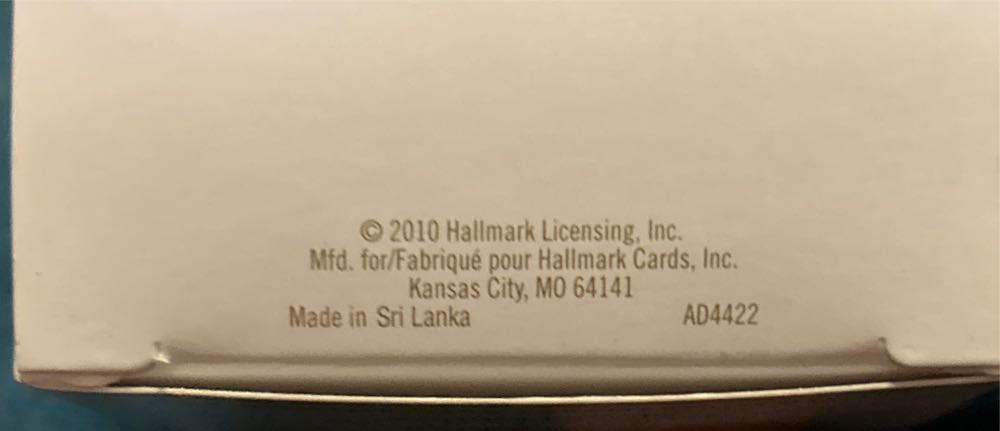 © 2010 Hallmark Licensing, Inc.
Mfd. for/Fabriqué pour Hallmark Cards, Inc.
Kansas City, MO 64141
Made in Sri Lanka AD4422